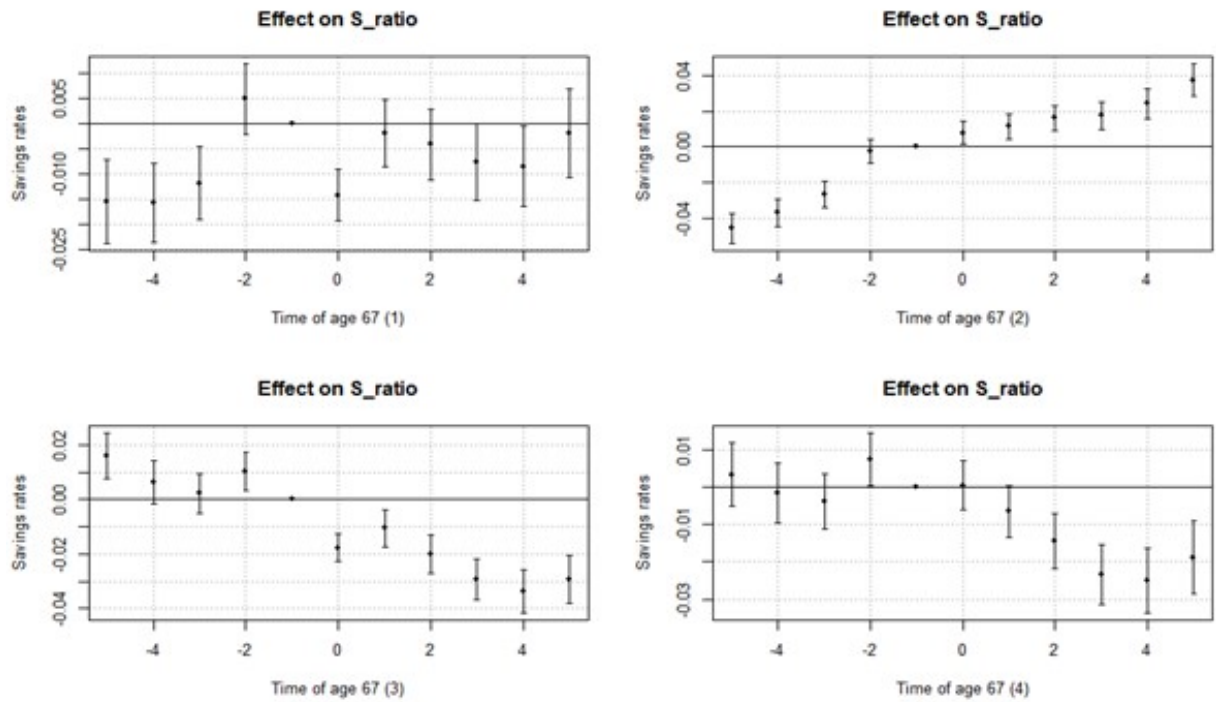 Effect on S_ratio
Savings rates
0.005
-0.010
-0.025
-4 -2 0 2 4
Time of age 67 (1)
Effect on S_ratio
Savings rates
0.04
0.00
-0.04
-4 -2 0 2 4
Time of age 67 (2)
Effect on S_ratio
Savings rates
0.02
0.00
-0.02
-0.04
-4 -2 0 2 4
Time of age 67 (3)
Effect on S_ratio
Savings rates
0.01
-0.01
-0.03
-4 -2 0 2 4
Time of age 67 (4)